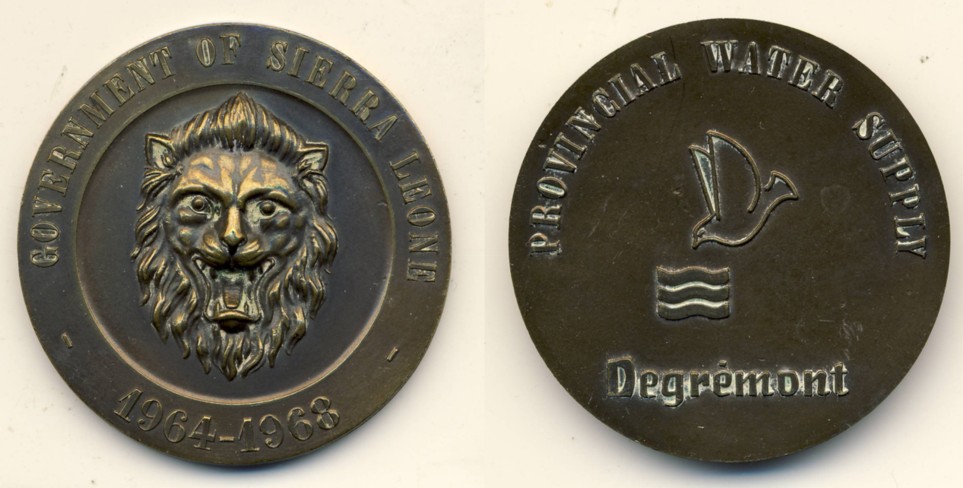 GOVERNMENT OF SIERRA LEONE
- 1964-1968 -
PROVINCIAL WATER SUPPLY
Degrémont